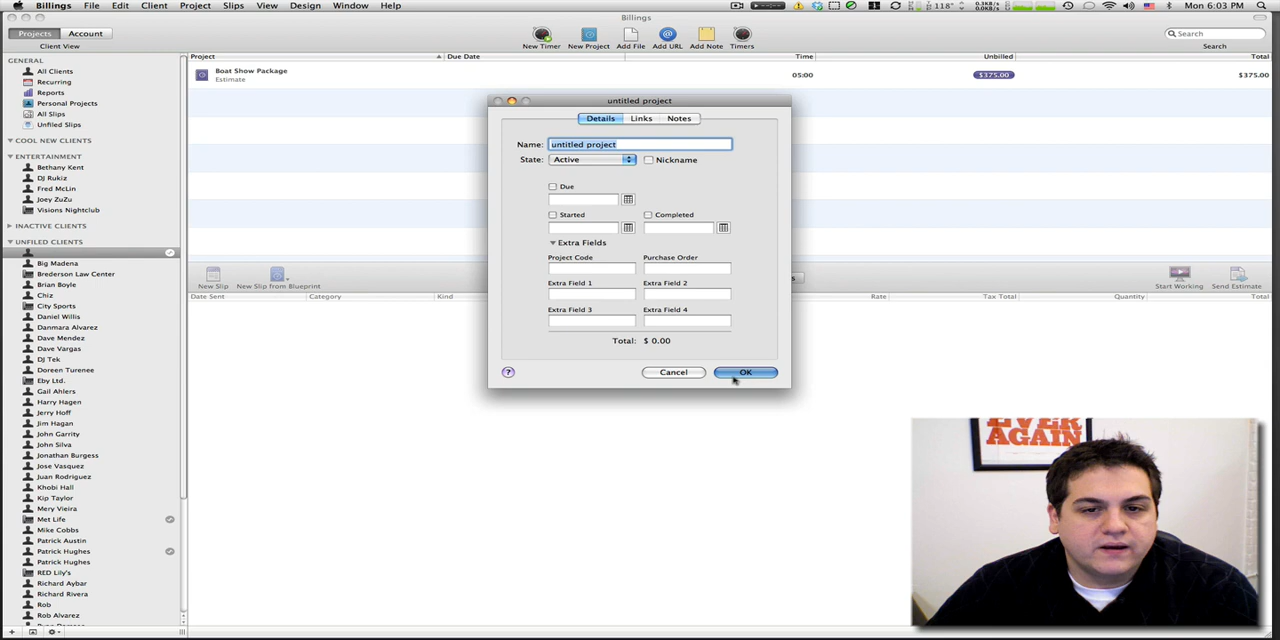 Billings File Edit Client Project Slips View Design Window Help 118° 0.3KB/s Mon 6:03 PM
Billings
Projects Account
Client View
New Timer New Project Add File Add URL Add Note Timers
Search
Search
Project Due Date Time Unbilled Total
Boat Show Package
Estimate
05:00 $375.00 $375.00
GENERAL
All Clients
Recurring
Reports
Personal Projects
All Slips
Unfiled Slips
COOL NEW CLIENTS
ENTERTAINMENT
Bethany Kent
DJ Rukiz
Fred McLin
Joey ZuZu
Visions Nightclub
INACTIVE CLIENTS
UNFILED CLIENTS
Big Madena
Brederson Law Center
Brian Boyle
Chiz
City Sports
Daniel Willis
Danmara Alvarez
Dave Mendez
Dave Vargas
DJ Tek
Doreen Turenee
Eby Ltd.
Gail Ahlers
Harry Hagen
Jerry Hoff
Jim Hagan
John Garrity
John Silva
Jonathan Burgess
Jose Vasquez
Juan Rodriguez
Khobi Hall
Kip Taylor
Mery Vieira
Met Life
Mike Cobbs
Patrick Austin
Patrick Hughes
Patrick Hughes
RED Lily's
Richard Aybar
Richard Rivera
Rob
Rob Alvarez
untitled project
Details Links Notes
Name: untitled project
State: Active Nickname
Due
Started Completed
Extra Fields
Project Code Purchase Order
Extra Field 1 Extra Field 2
Extra Field 3 Extra Field 4
Total: $ 0.00
? Cancel OK
New Slip New Slip from Blueprint Start Working Send Estimate
Date Sent Category Kind Rate Tax Total Quantity Total
EVER
AGAIN